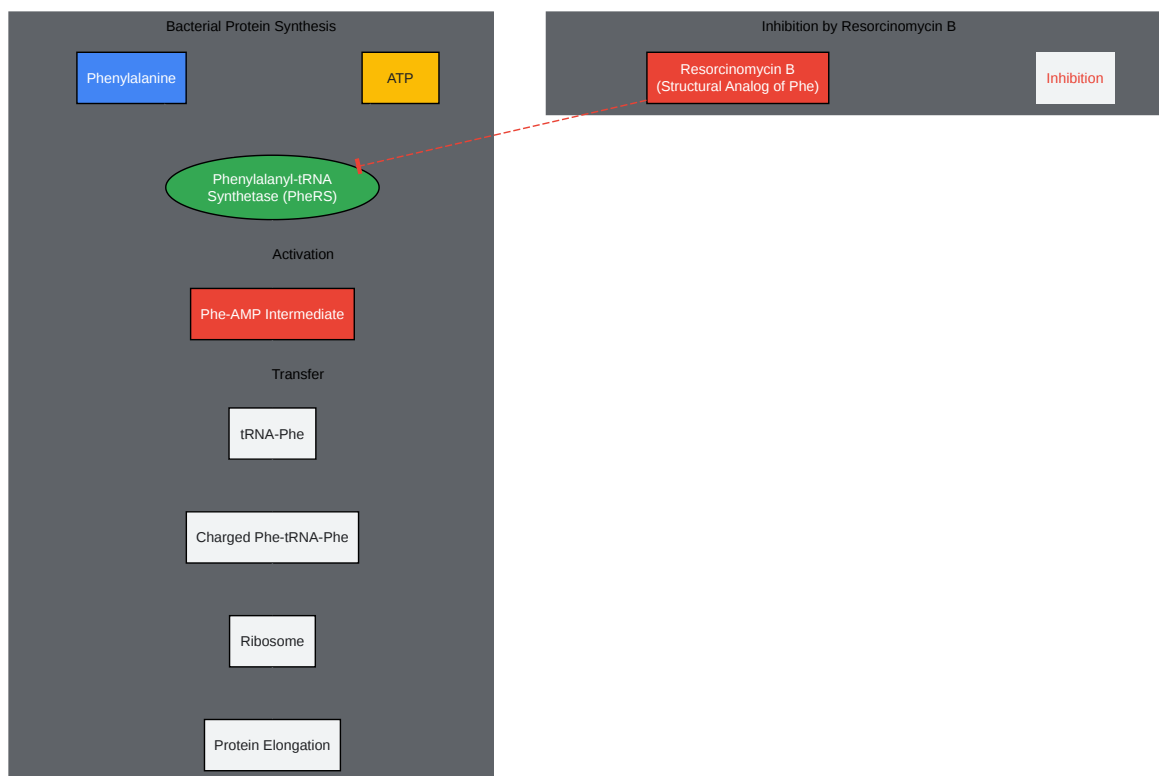 Bacterial Protein Synthesis
Inhibition by Resorcinomycin B
Phenylalanine
ATP
Resorcinomycin B
(Structural Analog of Phe)
Inhibition
Phenylalanyl-tRNA
Synthetase (PheRS)
Activation
Phe-AMP Intermediate
Transfer
tRNA-Phe
Charged Phe-tRNA-Phe
Ribosome
Protein Elongation